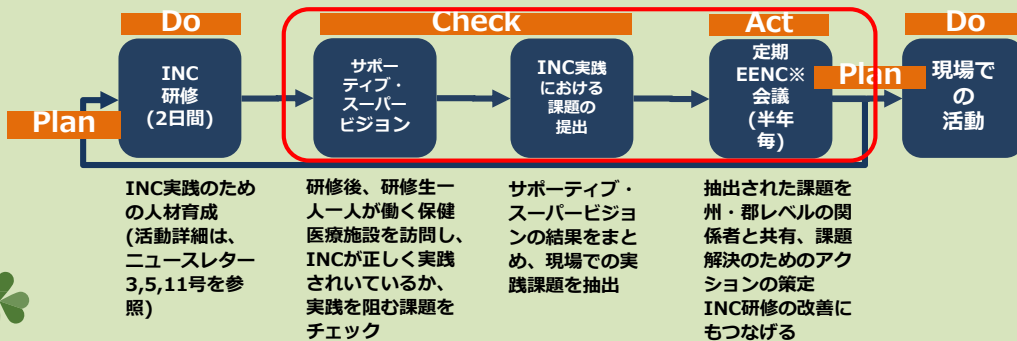 Do
Check
Act
Do
Plan
Plan
INC
研修
(2日間)
サポー
ティブ・
スーパー
ビジョン
INC実践
における
課題の
提出
定期
EENC※
会議
(半年
毎)
現場で
の
活動
INC実践のため
の人材育成
(活動詳細は、
ニュースレター
3,5,11号を参
照)
研修後、研修生一
人一人が働く保健
医療施設を訪問し、
INCが正しく実践
されいているか、
実践を阻む課題を
チェック
サポーティブ・
スーパービジョ
ンの結果をまと
め、現場での実
践課題を抽出
抽出された課題を
州・郡レベルの関
係者と共有、課題
解決のためのアク
ションの策定
INC研修の改善に
もつなげる